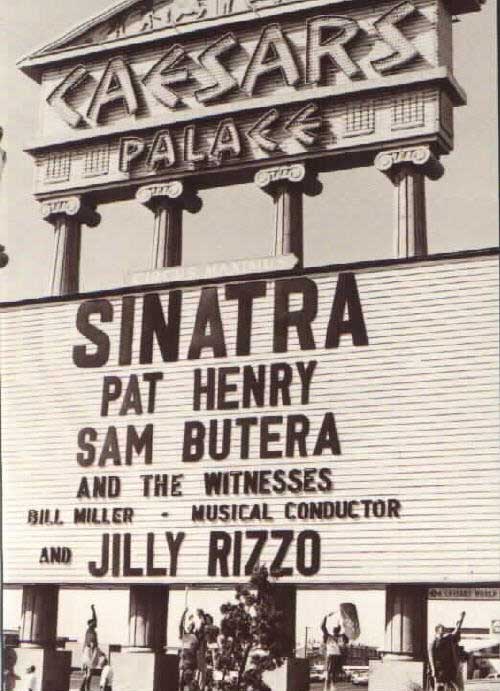 CAESARS
PALACE
CIRCUS MAXIMUS
SINATRA
PAT HENRY
SAM BUTERA
AND THE WITNESSES
BILL MILLER - MUSICAL CONDUCTOR
AND JILLY RIZZO